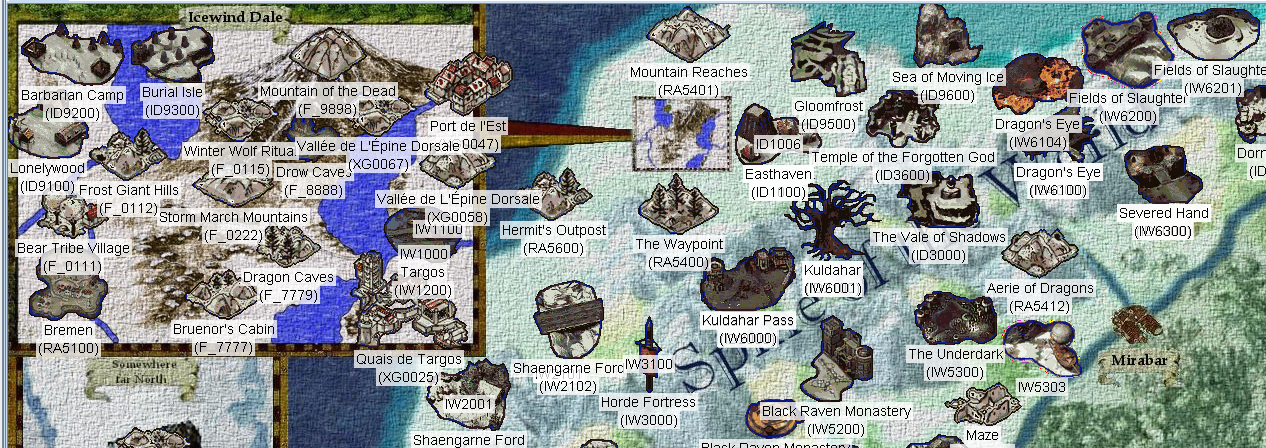 Icewind Dale
Barbarian Camp
(ID9200)
Burial Isle
(ID9300)
Mountain of the Dead
(F_9898)
Port de l'Est
0047)
Winter Wolf Ritua
(F_0115)
Vallée de L'Épine Dorsale
(XG0067)
Drow Caves
(F_8888)
Lonelywood
(ID9100)
Frost Giant Hills
(F_0112)
Storm March Mountains
(F_0222)
Vallée de L'Épine Dorsale
(XG0058)
IW1100
IW1000
Bear Tribe Village
(F_0111)
Dragon Caves
(F_7779)
Targos
(IW1200)
Bremen
(RA5100)
Bruenor's Cabin
(F_7777)
Quais de Targos
(XG0025)
Somewhere
far North
Mountain Reaches
(RA5401)
Gloomfrost
(ID9500)
Sea of Moving Ice
(ID9600)
Fields of Slaughter
(IW6200)
Fields of Slaughte
(IW6201)
Dragon's Eye
(IW6104)
ID1006
Easthaven
(ID1100)
Temple of the Forgotten God
(ID3600)
Dragon's Eye
(IW6100)
Dorn
(ID
Severed Hand
(IW6300)
Hermit's Outpost
(RA5600)
The Waypoint
(RA5400)
Kuldahar
(IW6001)
The Vale of Shadows
(ID3000)
Aerie of Dragons
(RA5412)
Kuldahar Pass
(IW6000)
Shaengarne Ford
(IW2102)
IW3100
Horde Fortress
(IW3000)
The Underdark
(IW5300)
IW5303
Mirabar
IW2001
Shaengarne Ford
Black Raven Monastery
(IW5200)
Maze
Black Raven Monastery